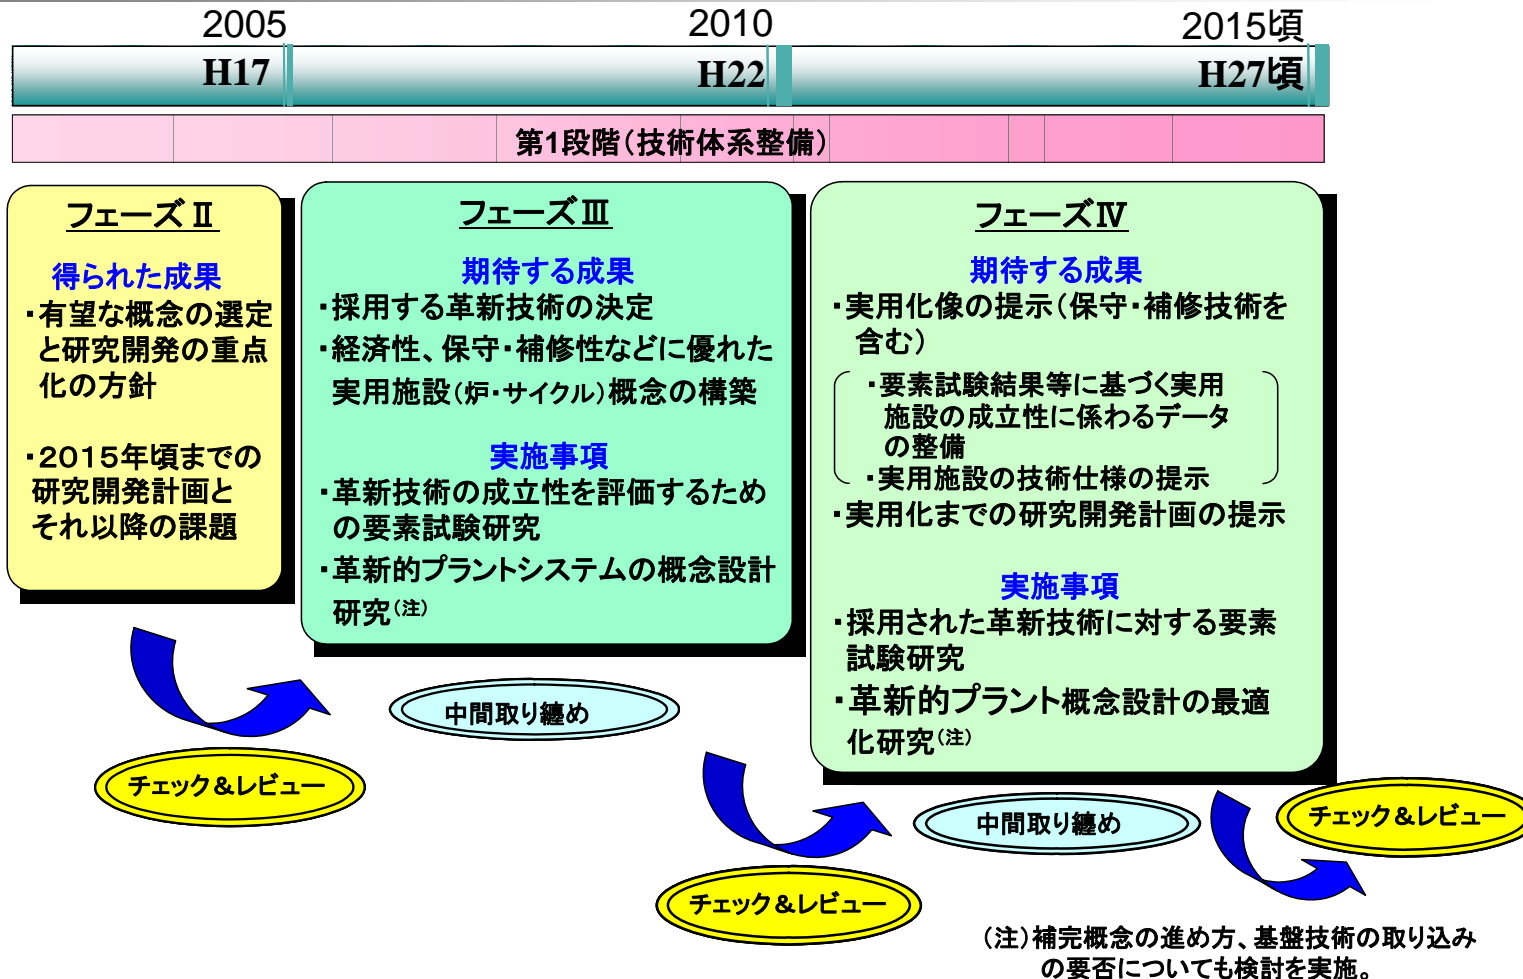 2005
2010
2015頃
H17
H22
H27頃
第1段階(技術体系整備)
フェーズⅡ
得られた成果
・有望な概念の選定
と研究開発の重点
化の方針
・2015年頃までの
研究開発計画と
それ以降の課題
フェーズⅢ
期待する成果
・採用する革新技術の決定
・経済性、保守・補修性などに優れた
実用施設(炉・サイクル)概念の構築
実施事項
・革新技術の成立性を評価するため
の要素試験研究
・革新的プラントシステムの概念設計
研究(注)
フェーズⅣ
期待する成果
・実用化像の提示(保守・補修技術を
含む)
・要素試験結果等に基づく実用
施設の成立性に係わるデータ
の整備
・実用施設の技術仕様の提示
・実用化までの研究開発計画の提示
実施事項
・採用された革新技術に対する要素
試験研究
・革新的プラント概念設計の最適
化研究(注)
チェック&レビュー
中間取り纏め
チェック&レビュー
中間取り纏め
チェック&レビュー
(注)補完概念の進め方、基盤技術の取り込み
の要否についても検討を実施。